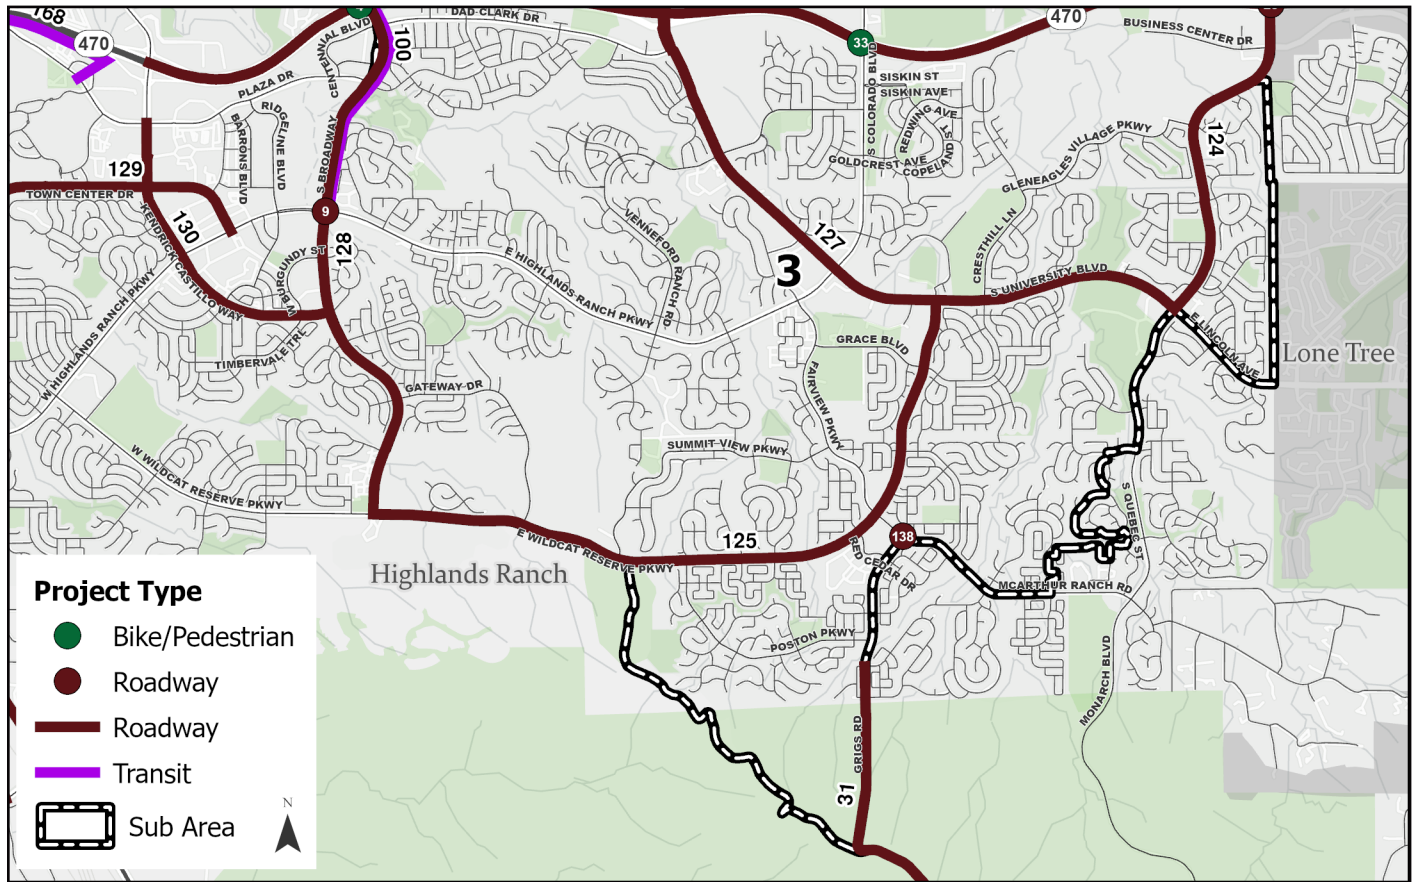 168
470
CENTENNIAL BLVD
100
DAD CLARK DR
470
BUSINESS CENTER DR
33
S COLORADO BLVD
SISKIN ST
SISKIN AVE
REDWING AVE
COPELAND ST
GOLDCREST AVE
PLAZA DR
RIDGELINE BLVD
BARRONS BLVD
S BROADWAY
GLENEAGLES VILLAGE PKWY
124
129
TOWN CENTER DR
9
130
KENDRICK CASTILLO WAY
W BURGUNDY ST
128
VENNEFORD RANCH RD
127
3
CRESTHILL LN
E HIGHLANDS RANCH PKWY
S UNIVERSITY BLVD
W HIGHLANDS RANCH PKWY
E LINCOLN AVE
Lone Tree
TIMBERVALE TRL
GRACE BLVD
FAIRVIEW PKWY
GATEWAY DR
SUMMIT VIEW PKWY
W WILDCAT RESERVE PKWY
S QUEBEC ST
E WILDCAT RESERVE PKWY
125
138
RED CEDAR DR
Highlands Ranch
MCARTHUR RANCH RD
POSTON PKWY
MONARCH BLVD
GRIGS RD
31
Project Type
Bike/Pedestrian
Roadway
Roadway
Transit
Sub Area
N